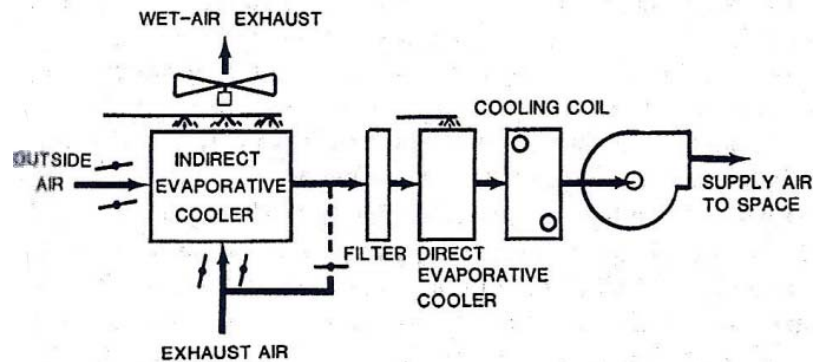 WET-AIR EXHAUST
COOLING COIL
OUTSIDE
AIR
INDIRECT
EVAPORATIVE
COOLER
SUPPLY AIR
TO SPACE
FILTER
DIRECT
EVAPORATIVE
COOLER
EXHAUST AIR